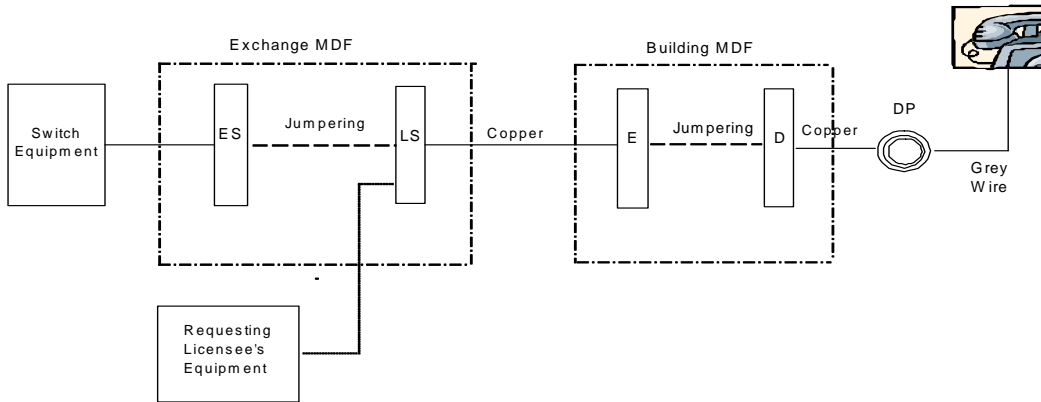 Exchange MDF
Building MDF
Switch
Equipment
ES
Jumpering
LS
Copper
E
Jumpering
D
Copper
DP
Grey
Wire
Requesting
Licensee's
Equipment